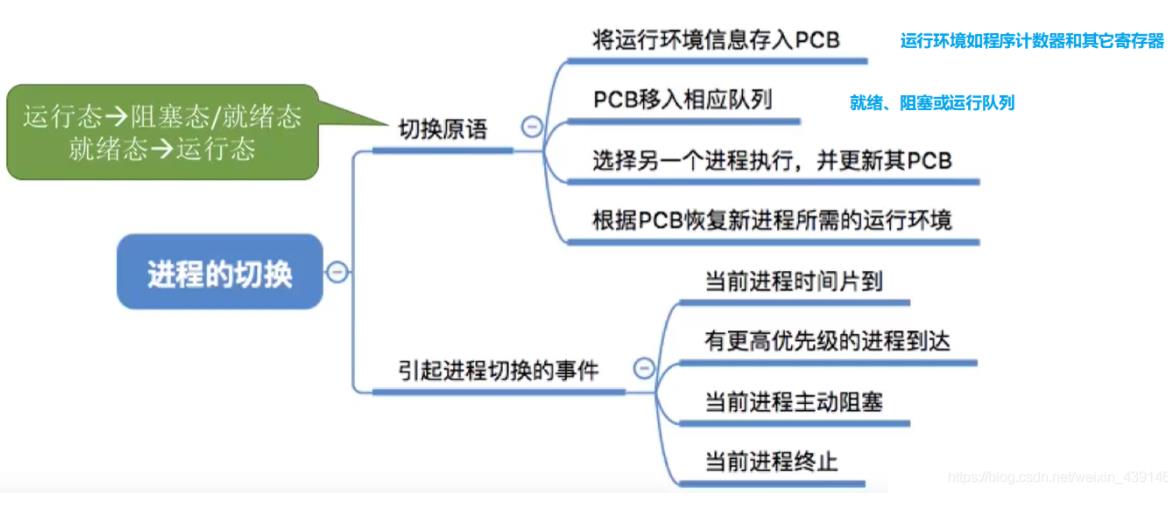 将运行环境信息存入PCB
运行环境如程序计数器和其它寄存器
运行态→阻塞态/就绪态
就绪态→运行态
切换原语
PCB移入相应队列
就绪、阻塞或运行队列
选择另一个进程执行，并更新其PCB
根据PCB恢复新进程所需的运行环境
进程的切换
引起进程切换的事件
当前进程时间片到
有更高优先级的进程到达
当前进程主动阻塞
当前进程终止
https://blog.csdn.net/weixin_439148